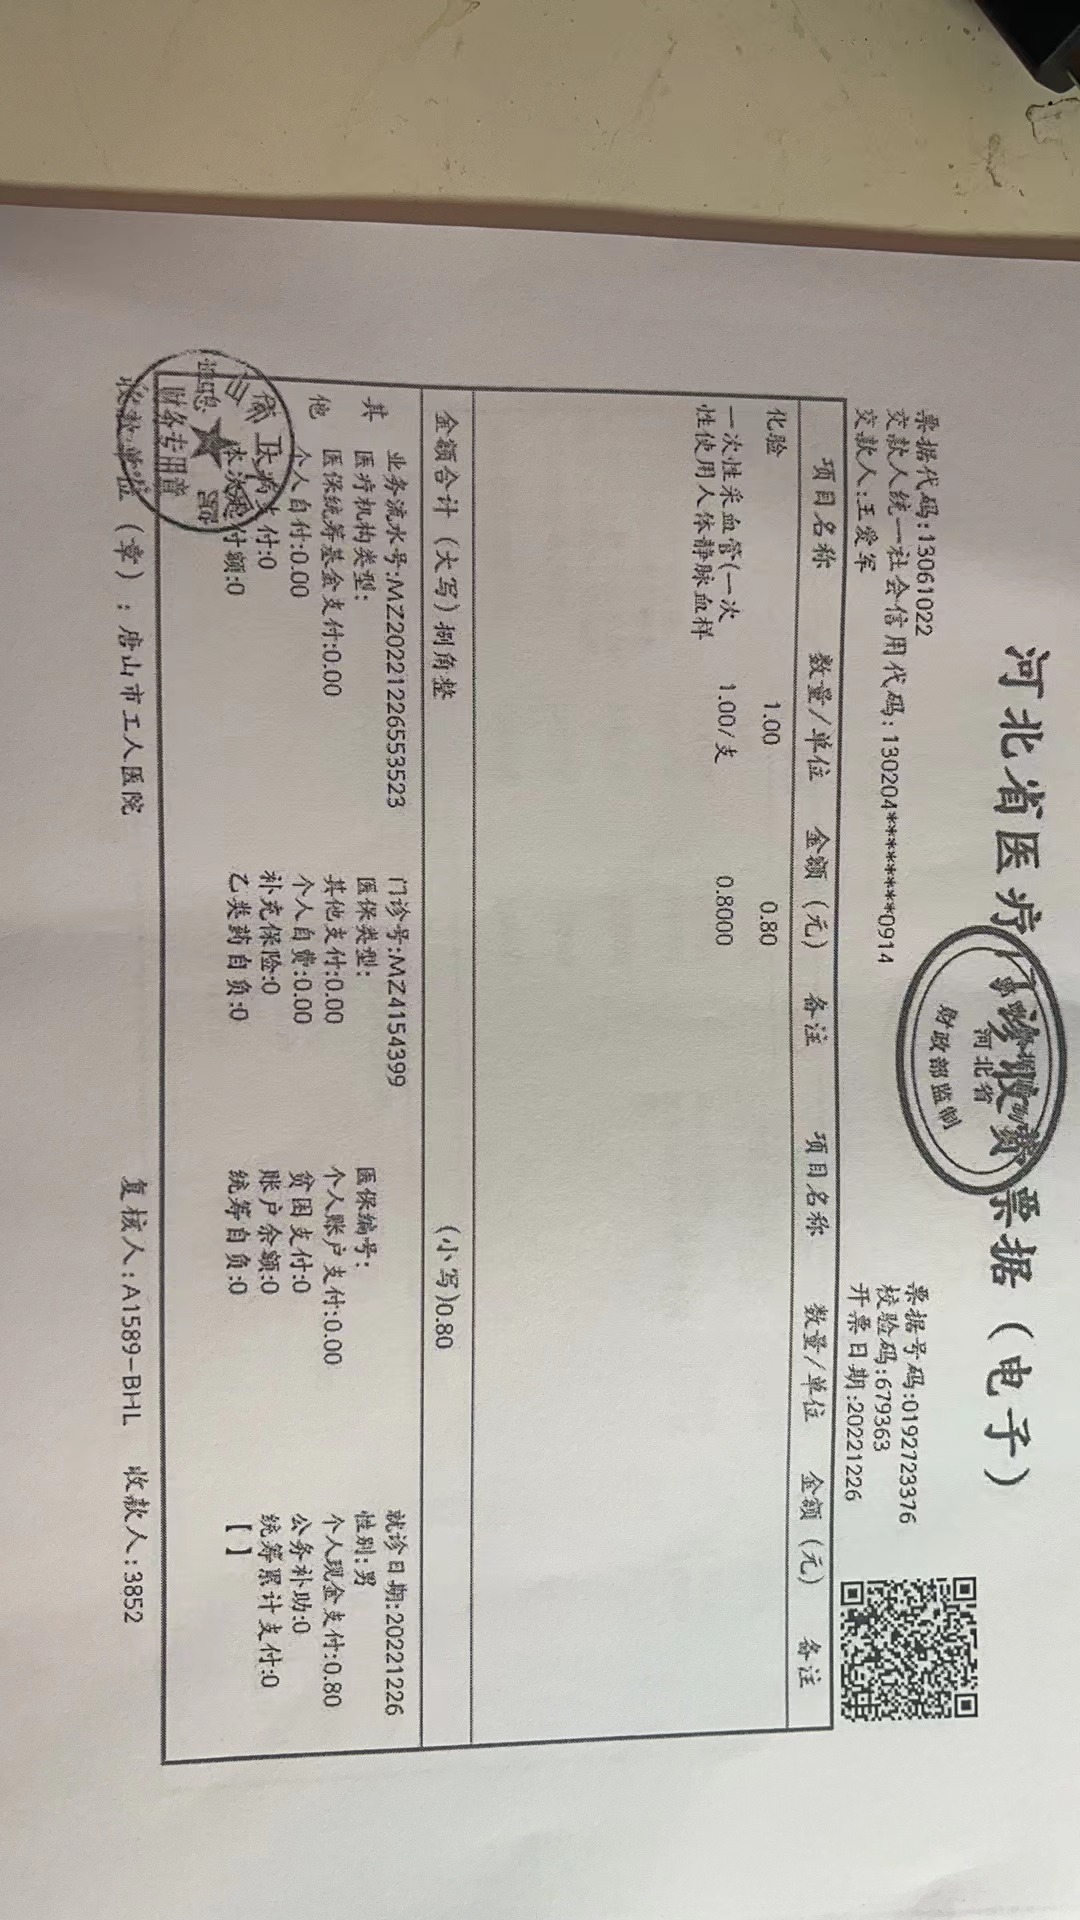 河北省医疗门诊收费票据（电子）
河北省
财政部监制
票据代码:13061022
票据号码:0192723376
交款人统一社会信用代码:130204********0914
校验码:679363
交款人:王爱军
开票日期:20221226
项目名称 数量/单位 金额（元） 备注 项目名称 数量/单位 金额（元） 备注
化验 1.00 0.80
一次性采血管(一次 1.00/支 0.8000
性使用人体静脉血样
金额合计（大写）捌角整 （小写)0.80
其他
业务流水号:MZ20221226553523 门诊号:MZ4154399 就诊日期:20221226
医疗机构类型: 医保类型: 医保编号: 性别:男
医保统筹基金支付:0.00 其他支付:0.00 个人账户支付:0.00 个人现金支付:0.80
个人自付:0.00 个人自费:0.00 贫困支付:0 公务补助:0
大病支付:0 补充保险:0 账户余额:0 统筹累计支付:0
本次起付额:0 乙类药自负:0 统筹自负:0 【 】
财务专用章
收款单位（章）：唐山市工人医院 复核人:A1589-BHL 收款人:3852